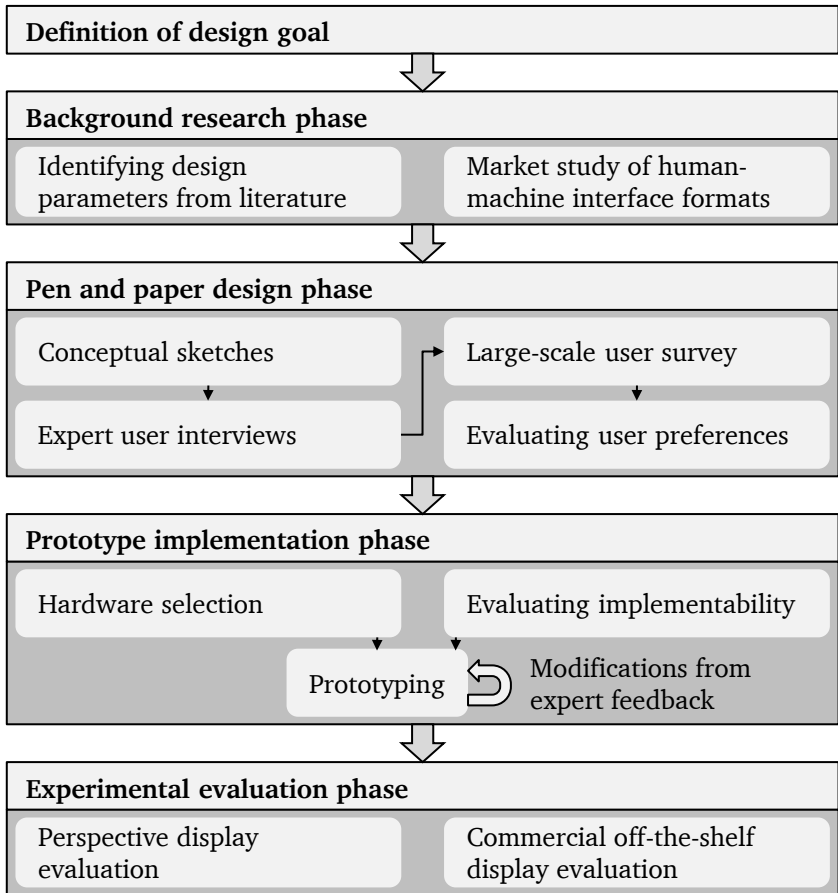 Definition of design goal
Background research phase
Identifying design
parameters from literature
Market study of human-
machine interface formats
Pen and paper design phase
Conceptual sketches
Expert user interviews
Large-scale user survey
Evaluating user preferences
Prototype implementation phase
Hardware selection
Evaluating implementability
Prototyping
Modifications from
expert feedback
Experimental evaluation phase
Perspective display
evaluation
Commercial off-the-shelf
display evaluation